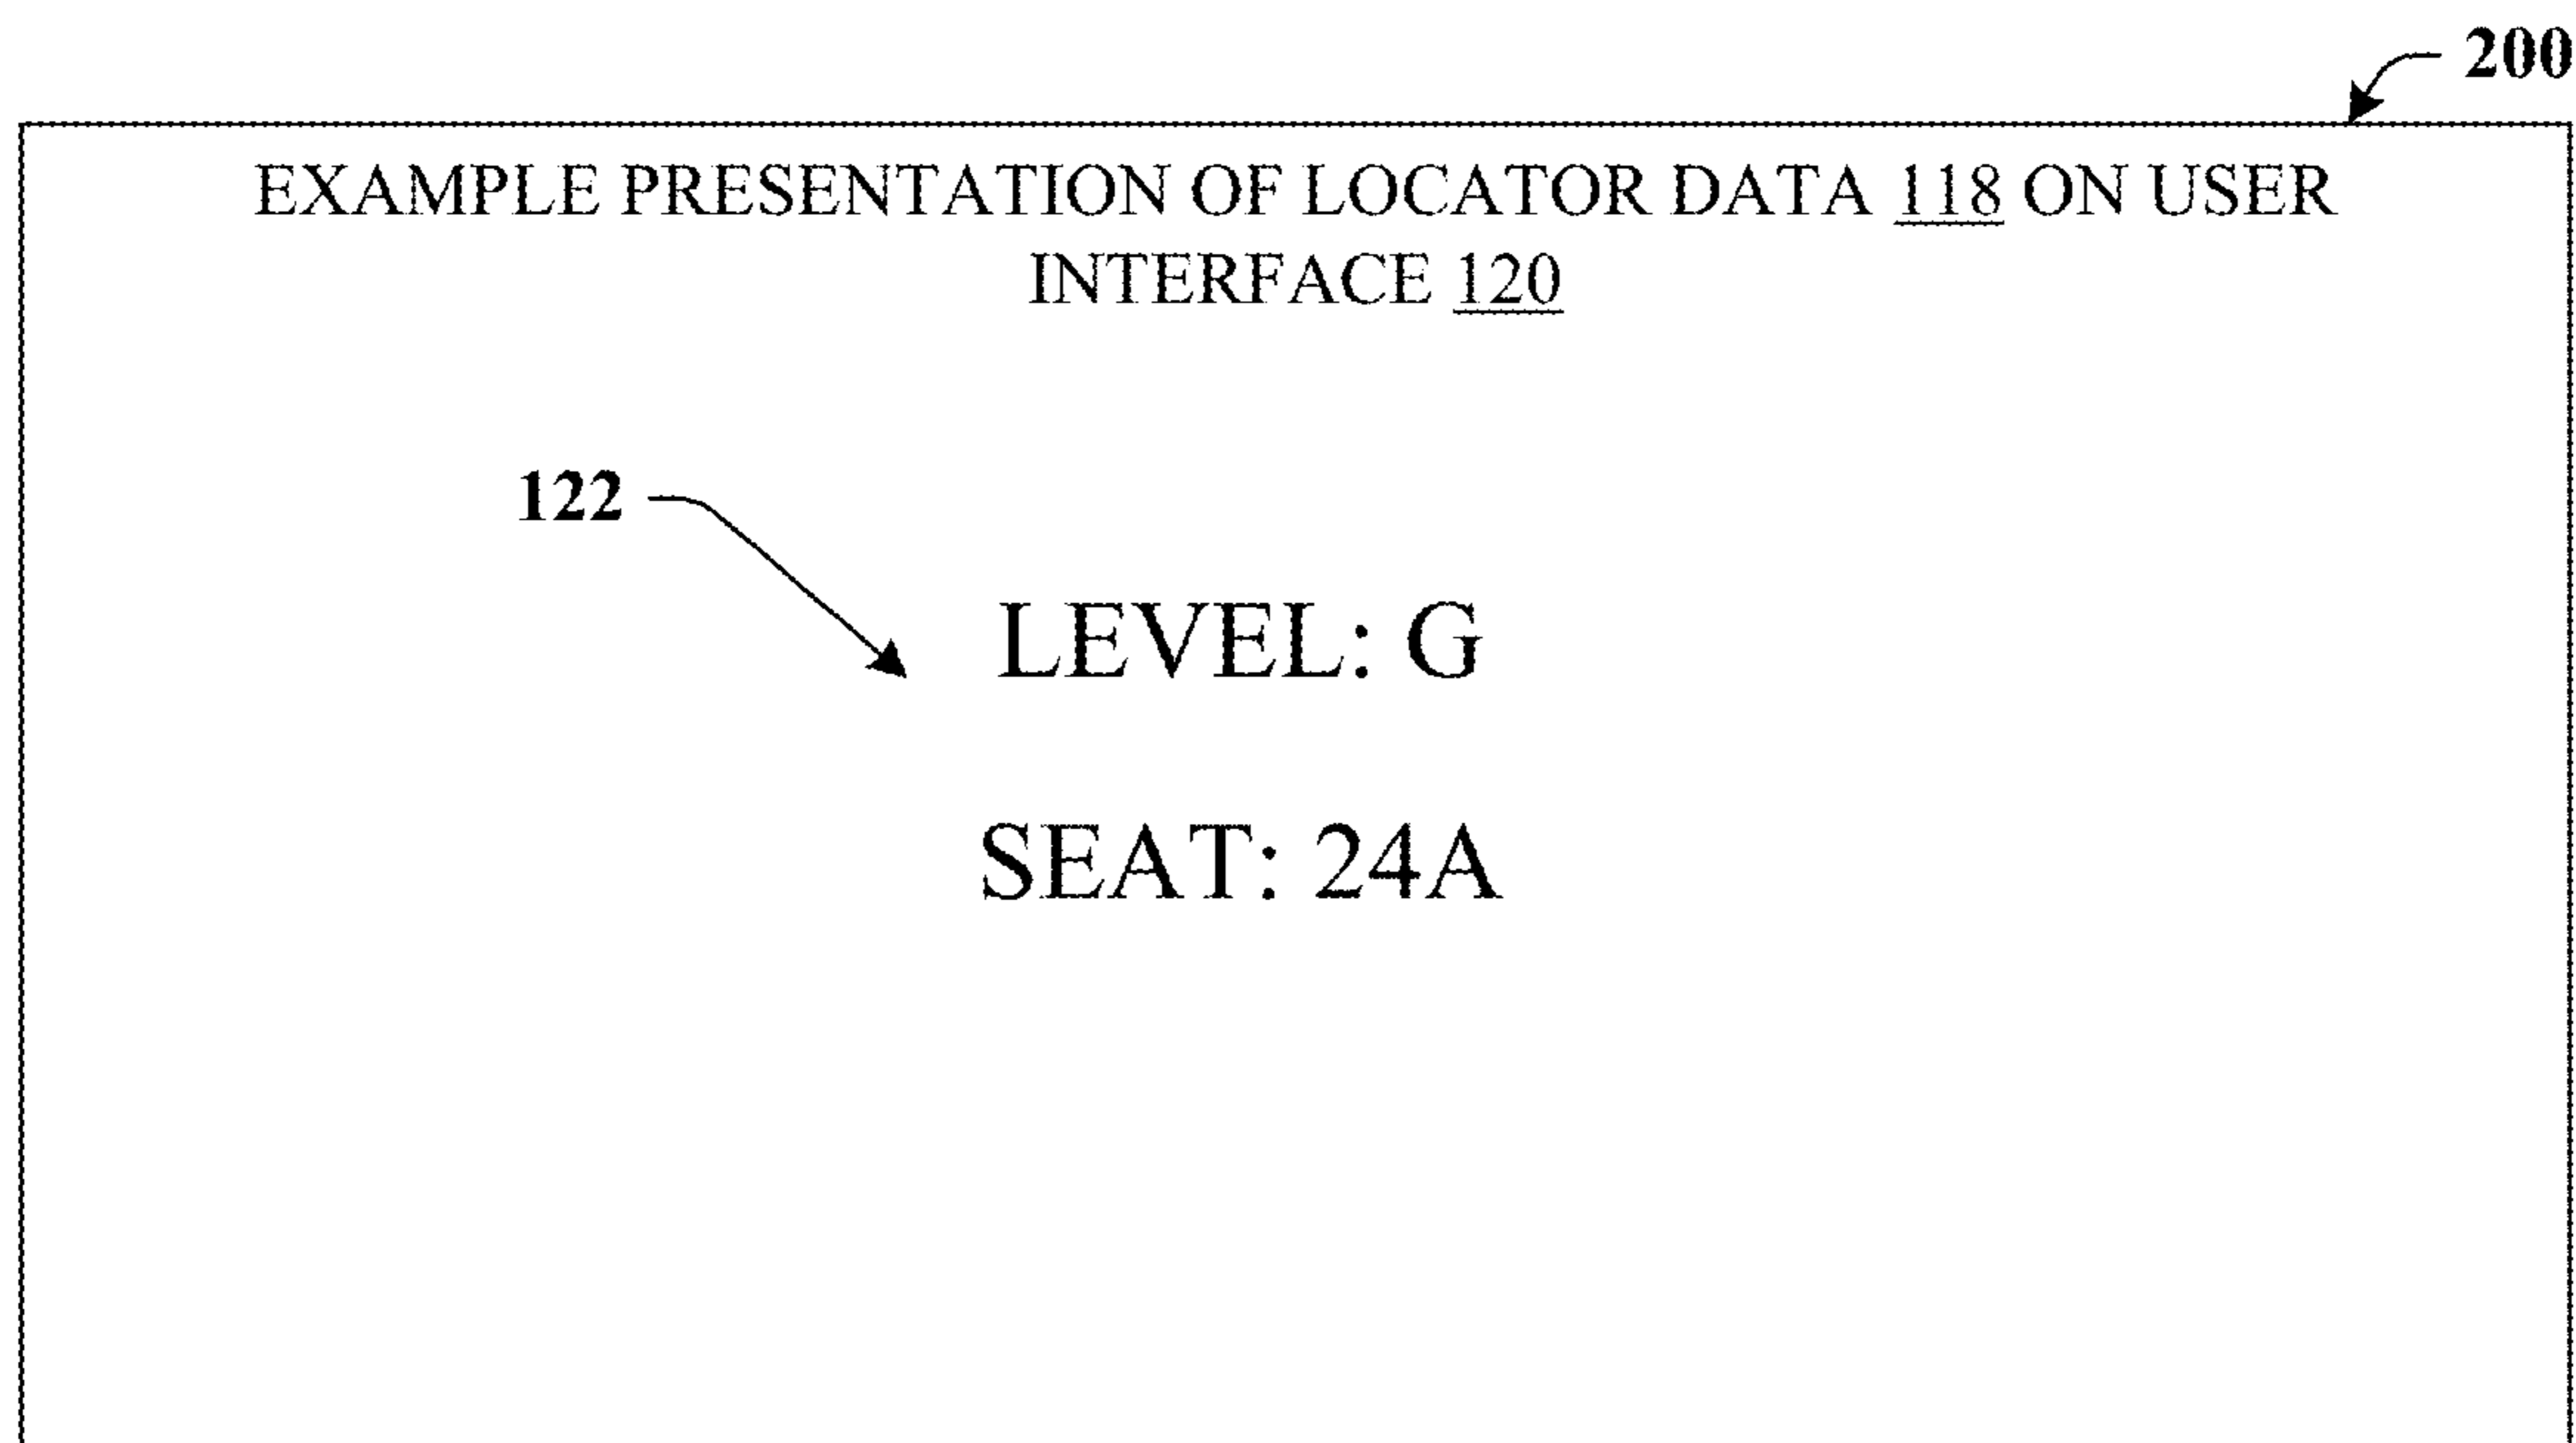 200
EXAMPLE PRESENTATION OF LOCATOR DATA 118 ON USER
INTERFACE 120
122
LEVEL: G
SEAT: 24A